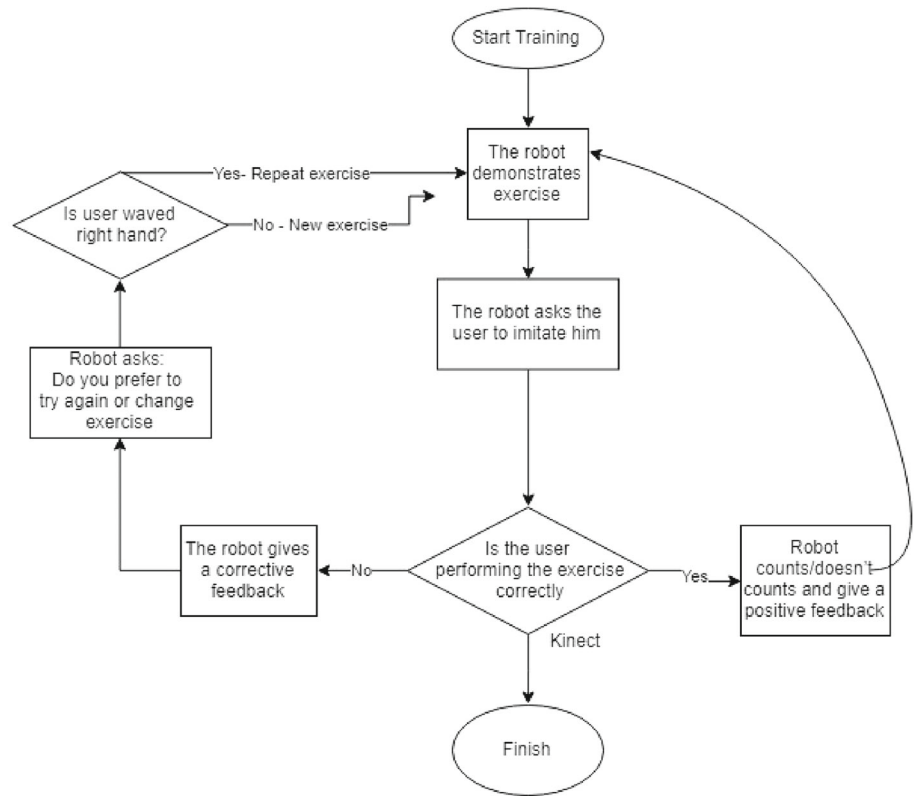 Start Training
The robot
demonstrates
exercise
Yes- Repeat exercise
Is user waved
right hand?
No - New exercise
The robot asks the
user to imitate him
Robot asks:
Do you prefer to
try again or change
exercise
Is the user
performing the exercise
correctly
The robot gives
a corrective
feedback
No
Yes
Robot
counts/doesn't
counts and give a
positive feedback
Kinect
Finish